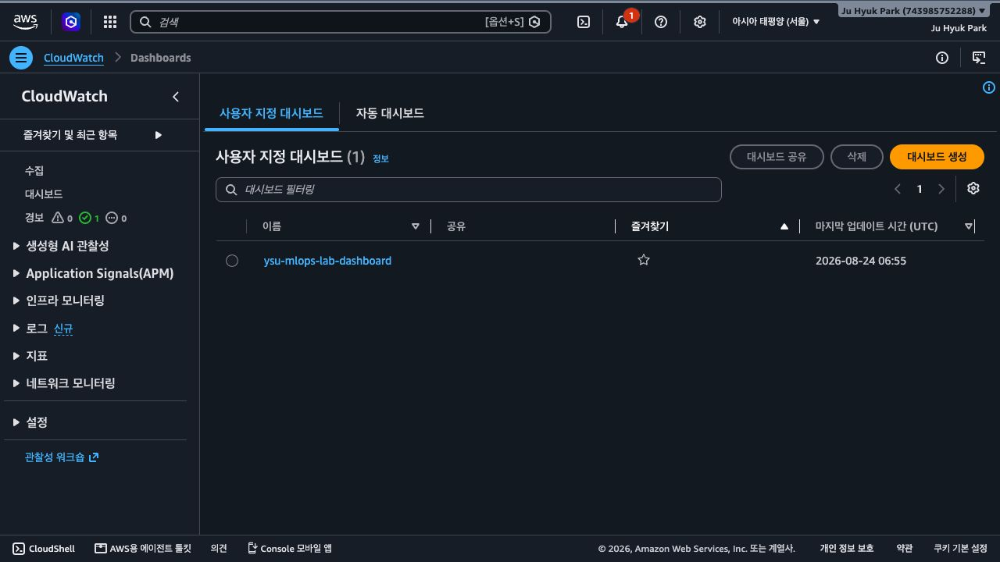 aws
검색
[옵션+S]
1
아시아 태평양 (서울)
Ju Hyuk Park (743985752288)
Ju Hyuk Park
CloudWatch
Dashboards
CloudWatch
즐겨찾기 및 최근 항목
수집
대시보드
경보 0 1 0
생성형 AI 관찰성
Application Signals(APM)
인프라 모니터링
로그 신규
지표
네트워크 모니터링
설정
관찰성 워크숍
사용자 지정 대시보드
자동 대시보드
사용자 지정 대시보드 (1) 정보
대시보드 공유
삭제
대시보드 생성
대시보드 필터링
1
이름
공유
즐겨찾기
마지막 업데이트 시간 (UTC)
ysu-mlops-lab-dashboard
2026-08-24 06:55
CloudShell
AWS용 에이전트 툴킷
의견
Console 모바일 앱
© 2026, Amazon Web Services, Inc. 또는 계열사.
개인 정보 보호
약관
쿠키 기본 설정